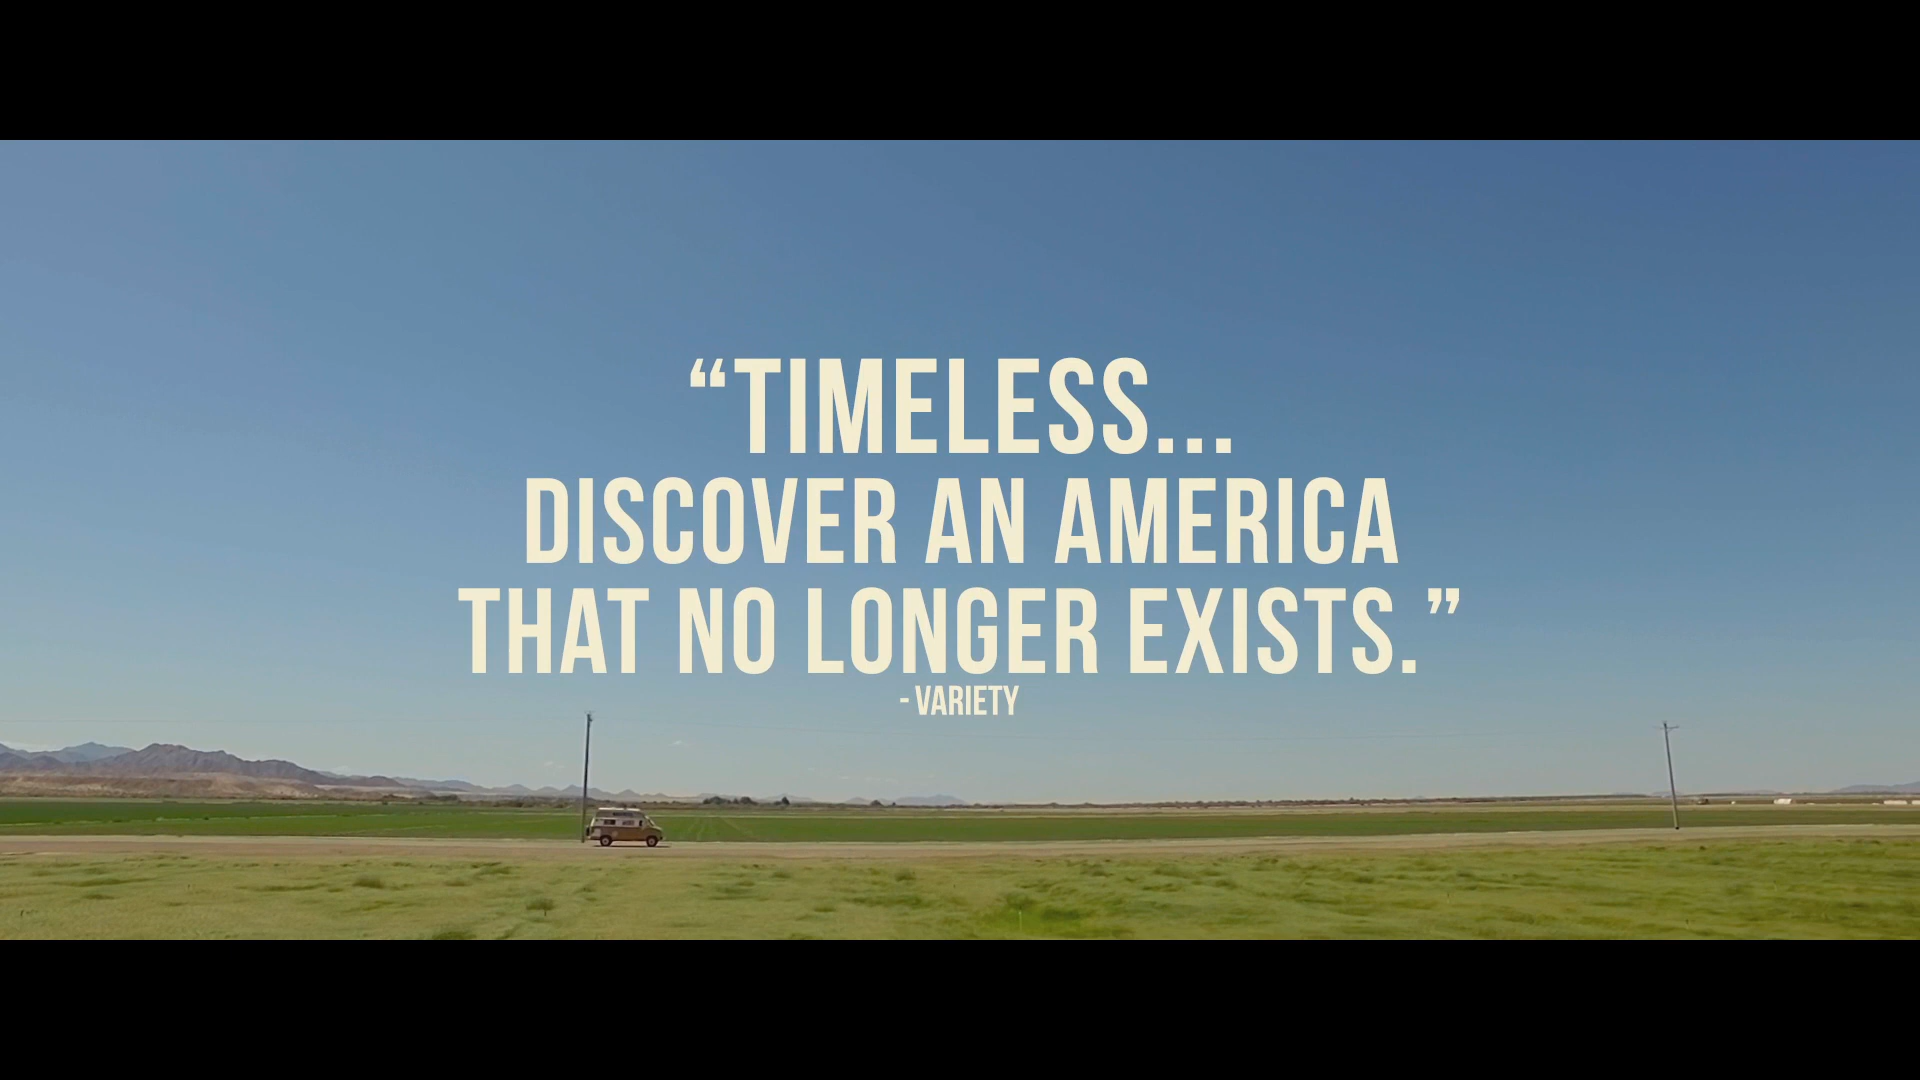 “TIMELESS...
DISCOVER AN AMERICA
THAT NO LONGER EXISTS.”
- VARIETY